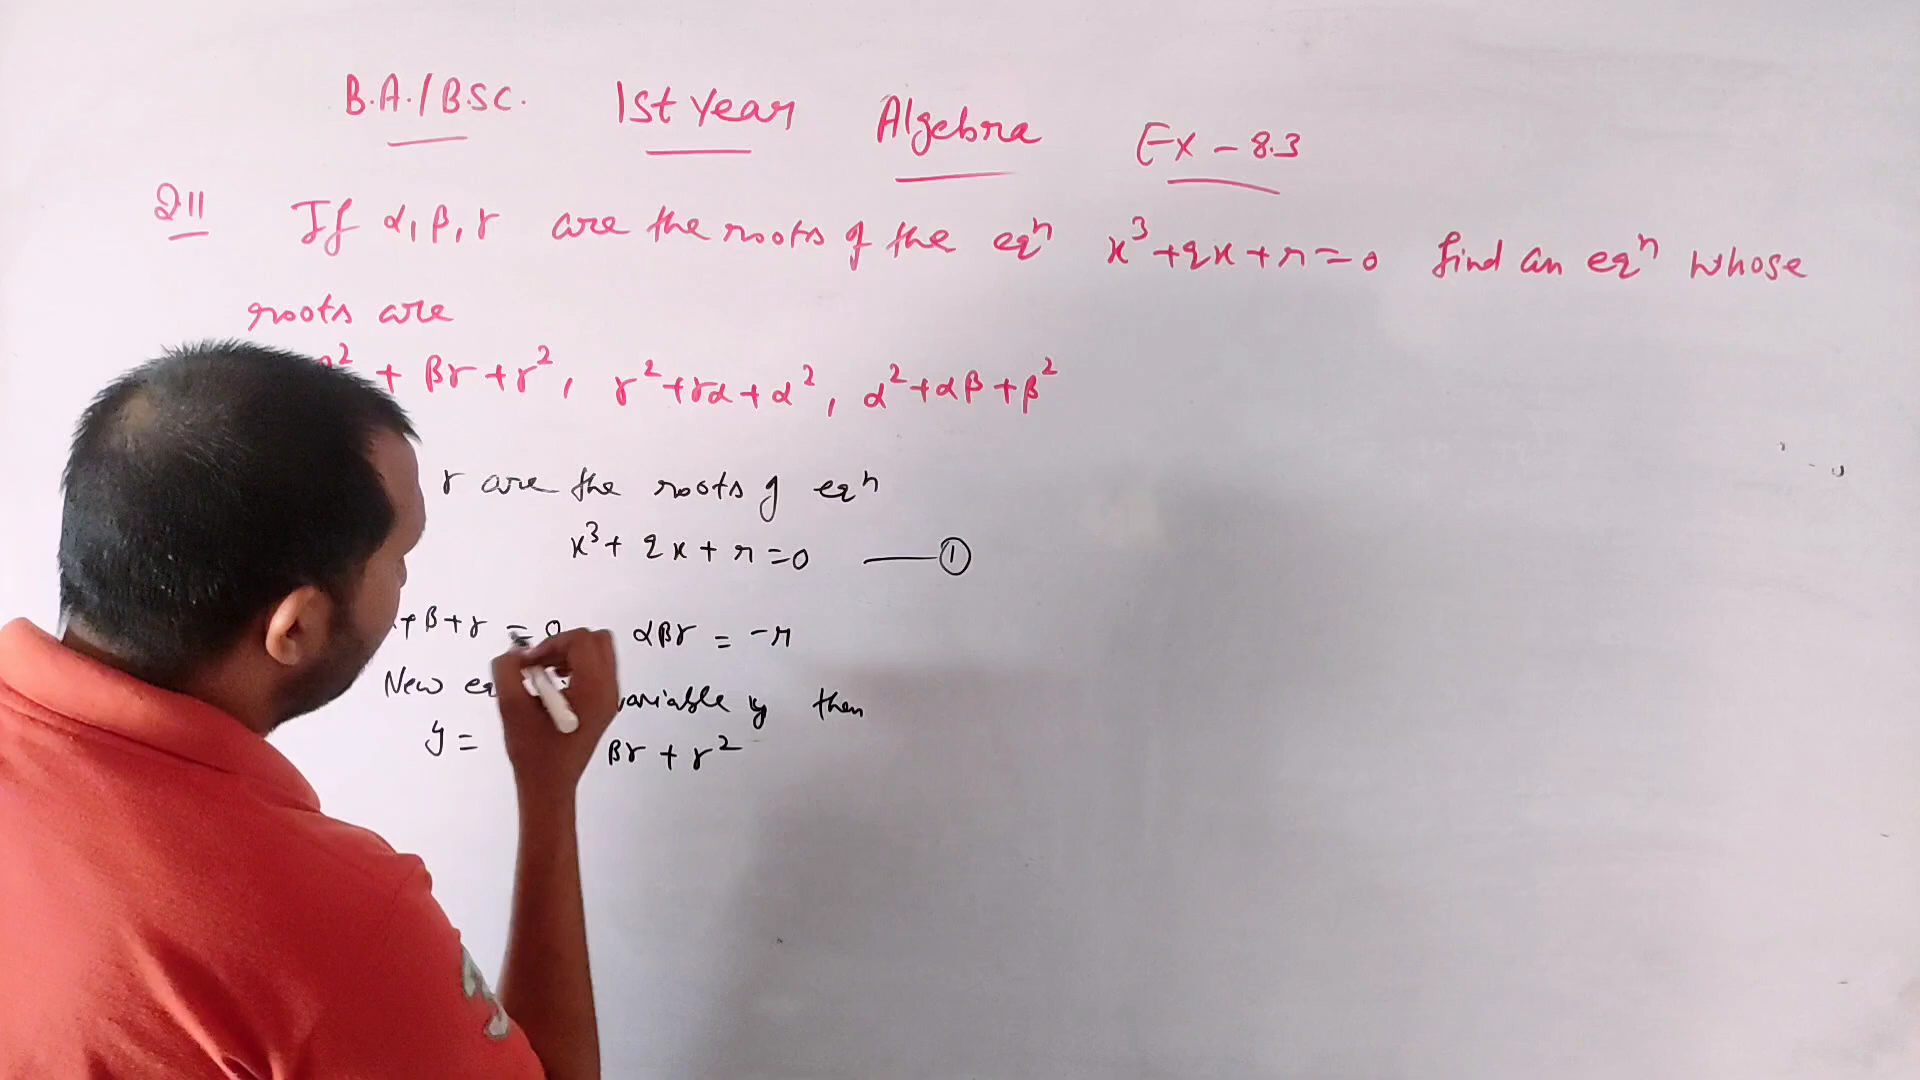 B.A./B.SC. 1st Year Algebra Ex - 8.3
Q11 If α, β, γ are the roots of the eqⁿ x³+qx+r=0 find an eqⁿ whose
roots are
+ βγ + γ², γ²+γα+α², α²+αβ+β²
γ are the roots of eqⁿ
x³ + qx + r = 0 —— ①
β+γ = 0 αβγ = -r
New variable y then
y = βγ + γ²